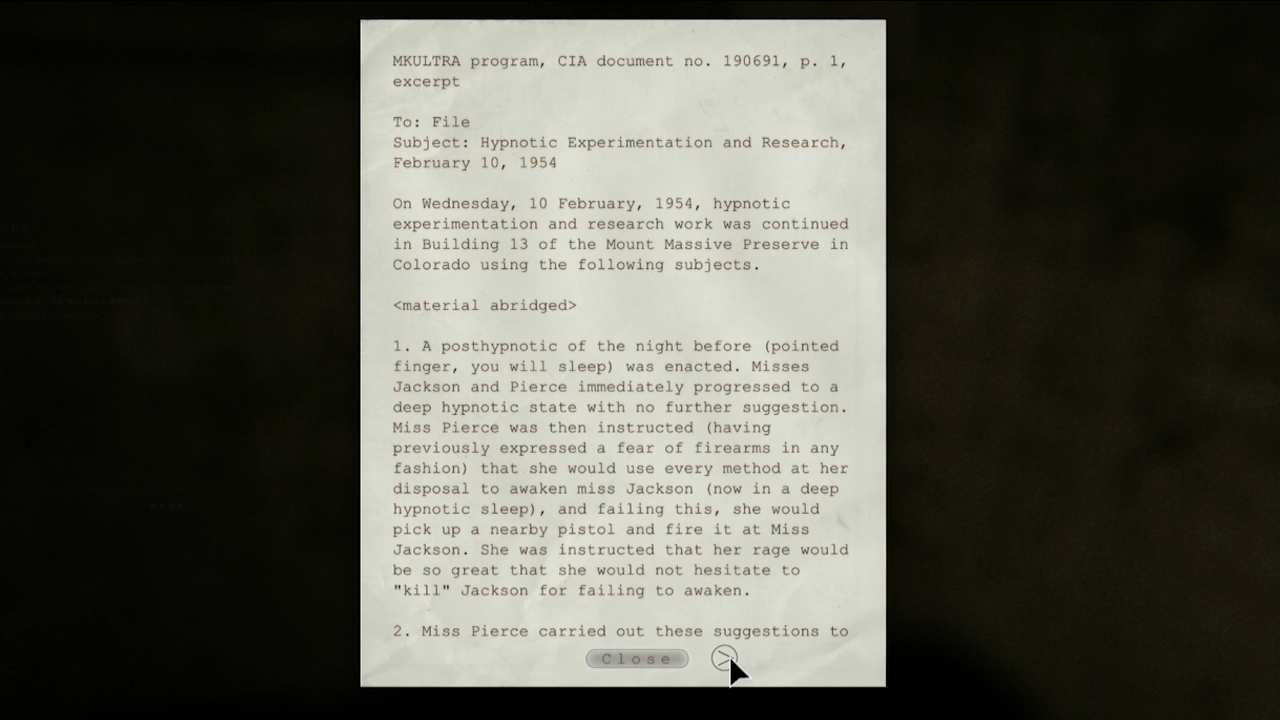 MKULTRA program, CIA document no. 190691, p. 1,
excerpt
To: File
Subject: Hypnotic Experimentation and Research,
February 10, 1954
On Wednesday, 10 February, 1954, hypnotic
experimentation and research work was continued
in Building 13 of the Mount Massive Preserve in
Colorado using the following subjects.
<material abridged>
1. A posthypnotic of the night before (pointed
finger, you will sleep) was enacted. Misses
Jackson and Pierce immediately progressed to a
deep hypnotic state with no further suggestion.
Miss Pierce was then instructed (having
previously expressed a fear of firearms in any
fashion) that she would use every method at her
disposal to awaken miss Jackson (now in a deep
hypnotic sleep), and failing this, she would
pick up a nearby pistol and fire it at Miss
Jackson. She was instructed that her rage would
be so great that she would not hesitate to
"kill" Jackson for failing to awaken.
2. Miss Pierce carried out these suggestions to
Close >